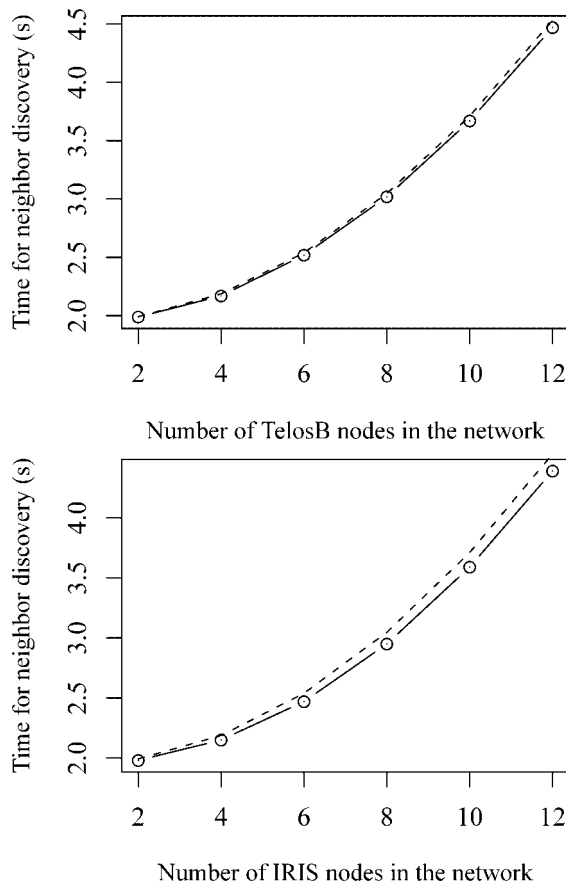 Time for neighbor discovery (s)
4.5
4.0
3.5
3.0
2.5
2.0
2 4 6 8 10 12
Number of TelosB nodes in the network
Time for neighbor discovery (s)
4.0
3.5
3.0
2.5
2.0
2 4 6 8 10 12
Number of IRIS nodes in the network